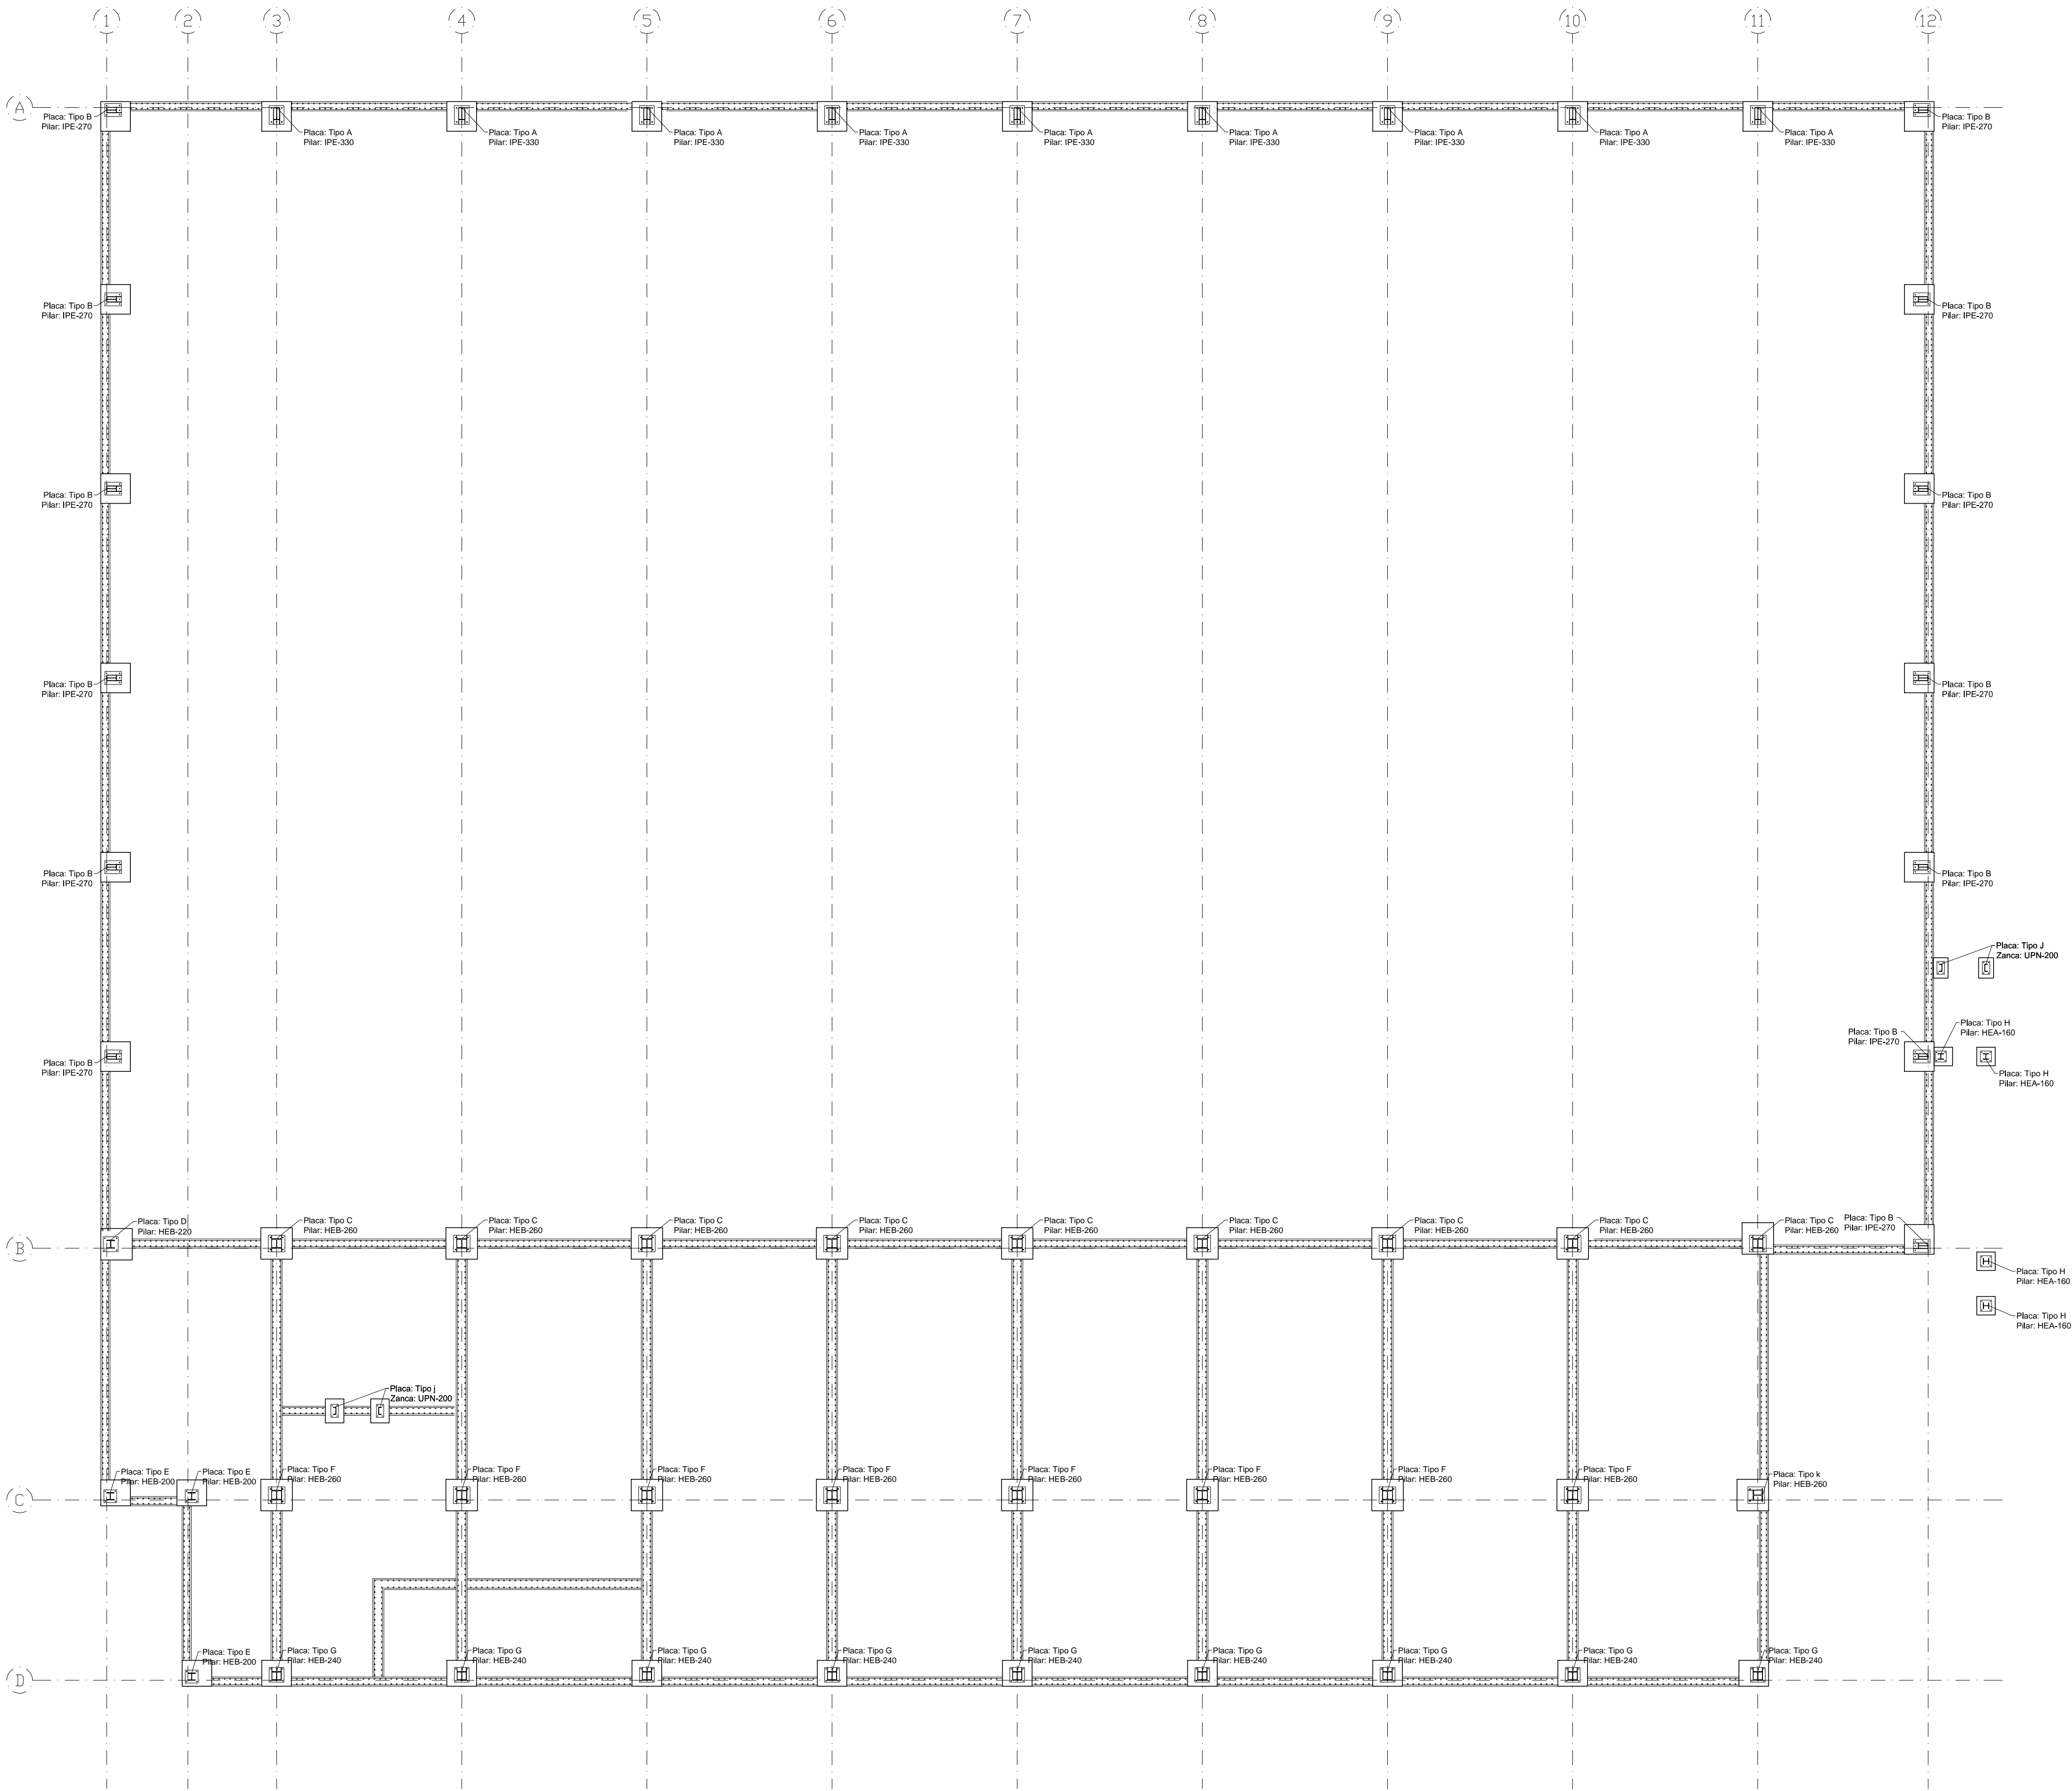 1 2 3 4 5 6 7 8 9 10 11 12
A
Placa: Tipo B
Pilar: IPE-270
Placa: Tipo A
Pilar: IPE-330
Placa: Tipo A
Pilar: IPE-330
Placa: Tipo A
Pilar: IPE-330
Placa: Tipo A
Pilar: IPE-330
Placa: Tipo A
Pilar: IPE-330
Placa: Tipo A
Pilar: IPE-330
Placa: Tipo A
Pilar: IPE-330
Placa: Tipo A
Pilar: IPE-330
Placa: Tipo A
Pilar: IPE-330
Placa: Tipo B
Pilar: IPE-270
Placa: Tipo B
Pilar: IPE-270
Placa: Tipo B
Pilar: IPE-270
Placa: Tipo B
Pilar: IPE-270
Placa: Tipo B
Pilar: IPE-270
Placa: Tipo B
Pilar: IPE-270
Placa: Tipo B
Pilar: IPE-270
Placa: Tipo B
Pilar: IPE-270
Placa: Tipo B
Pilar: IPE-270
Placa: Tipo J
Zanca: UPN-200
Placa: Tipo B
Pilar: IPE-270
Placa: Tipo B
Pilar: IPE-270
Placa: Tipo H
Pilar: HEA-160
Placa: Tipo H
Pilar: HEA-160
B
Placa: Tipo D
Pilar: HEB-220
Placa: Tipo C
Pilar: HEB-260
Placa: Tipo C
Pilar: HEB-260
Placa: Tipo C
Pilar: HEB-260
Placa: Tipo C
Pilar: HEB-260
Placa: Tipo C
Pilar: HEB-260
Placa: Tipo C
Pilar: HEB-260
Placa: Tipo C
Pilar: HEB-260
Placa: Tipo C
Pilar: HEB-260
Placa: Tipo C
Pilar: HEB-260
Placa: Tipo B
Pilar: IPE-270
Placa: Tipo H
Pilar: HEA-160
Placa: Tipo H
Pilar: HEA-160
Placa: Tipo j
Zanca: UPN-200
C
Placa: Tipo E
Pilar: HEB-200
Placa: Tipo E
Pilar: HEB-200
Placa: Tipo F
Pilar: HEB-260
Placa: Tipo F
Pilar: HEB-260
Placa: Tipo F
Pilar: HEB-260
Placa: Tipo F
Pilar: HEB-260
Placa: Tipo F
Pilar: HEB-260
Placa: Tipo F
Pilar: HEB-260
Placa: Tipo F
Pilar: HEB-260
Placa: Tipo F
Pilar: HEB-260
Placa: Tipo k
Pilar: HEB-260
D
Placa: Tipo E
Pilar: HEB-200
Placa: Tipo G
Pilar: HEB-240
Placa: Tipo G
Pilar: HEB-240
Placa: Tipo G
Pilar: HEB-240
Placa: Tipo G
Pilar: HEB-240
Placa: Tipo G
Pilar: HEB-240
Placa: Tipo G
Pilar: HEB-240
Placa: Tipo G
Pilar: HEB-240
Placa: Tipo G
Pilar: HEB-240
Placa: Tipo G
Pilar: HEB-240